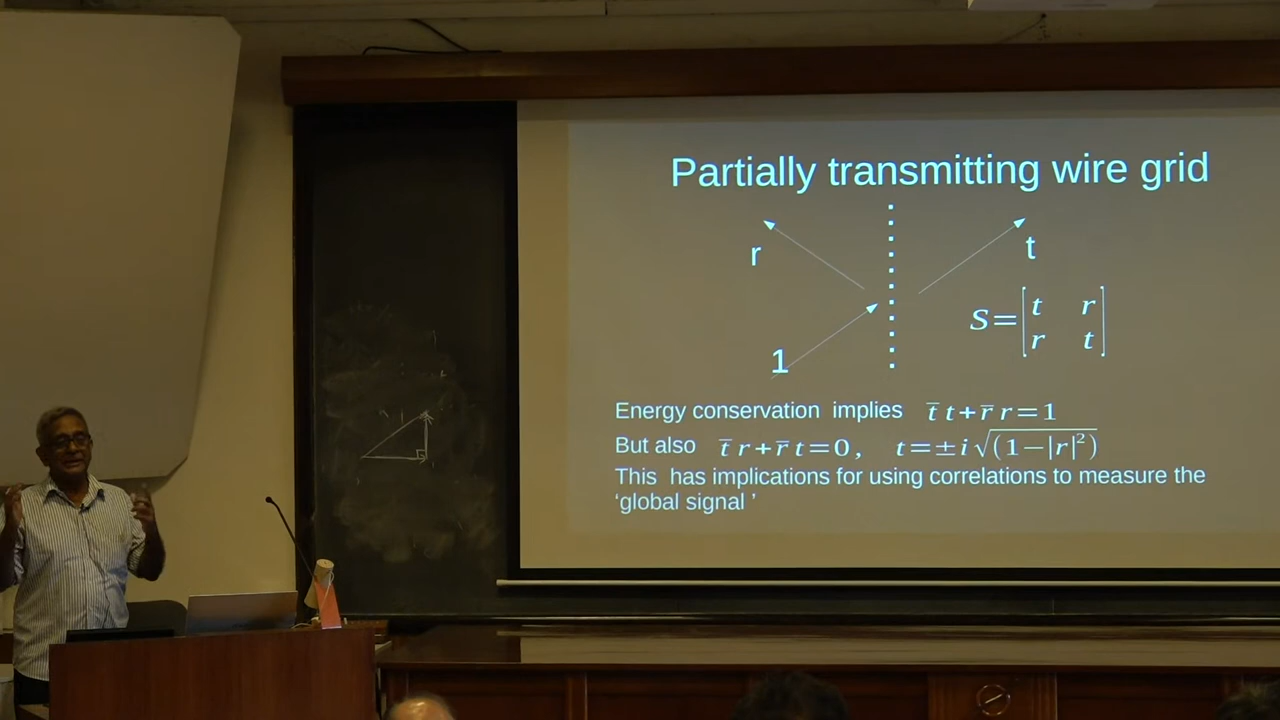 Partially transmitting wire grid
r
t
1
S=[t r
r t]
Energy conservation implies t̄ t+r̄ r=1
But also t̄ r+r̄ t=0, t=±i√(1−|r|²)
This has implications for using correlations to measure the
‘global signal ’